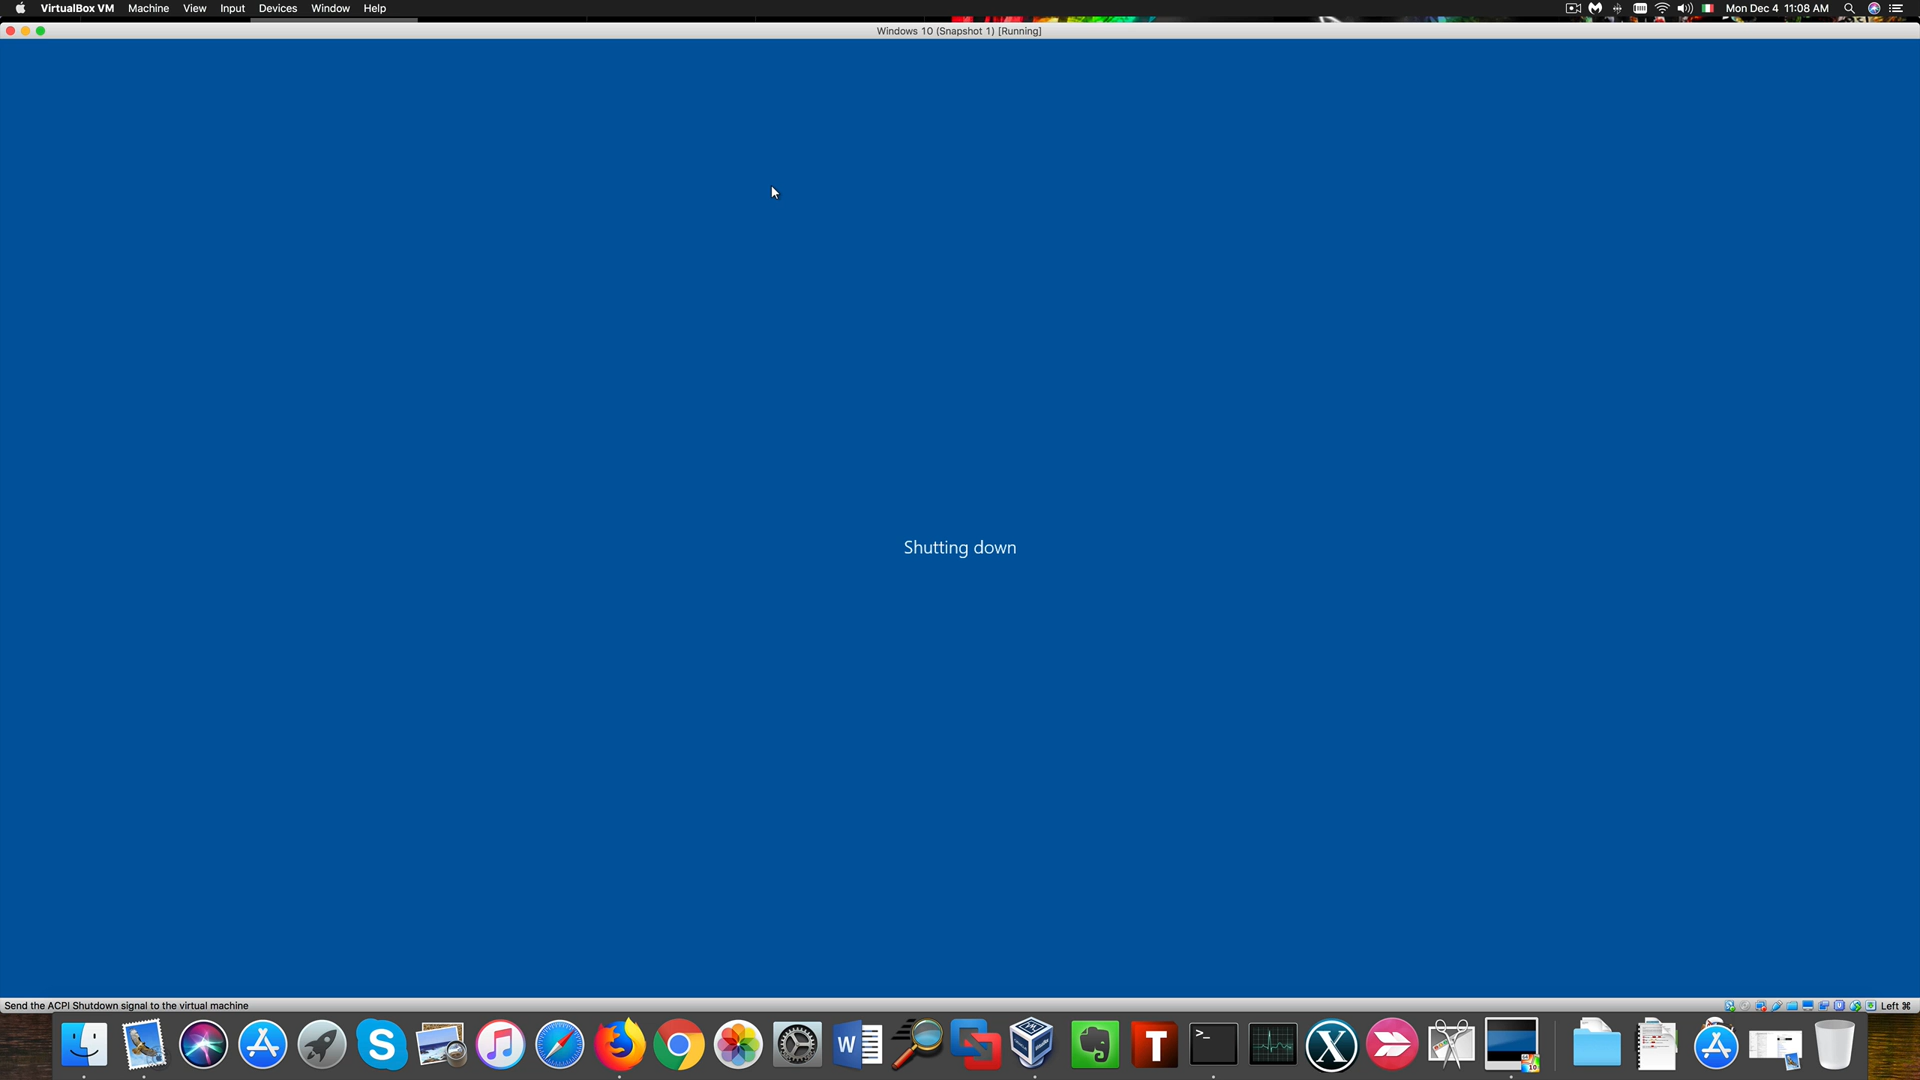 VirtualBox VM Machine View Input Devices Window Help Mon Dec 4 11:08 AM
Windows 10 (Snapshot 1) [Running]
Shutting down
Send the ACPI Shutdown signal to the virtual machine Left ⌘